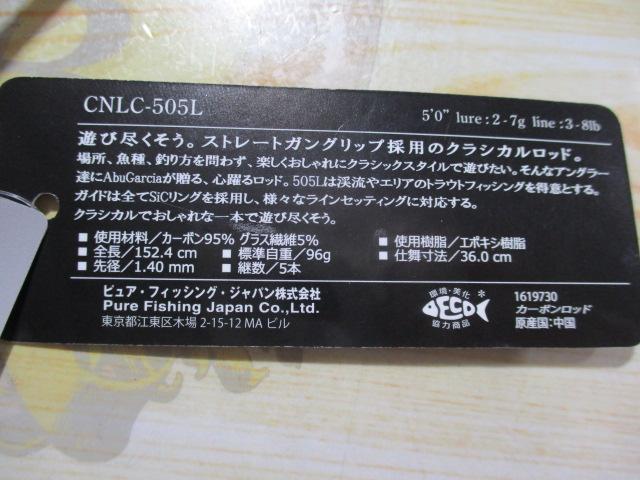 CNLC-505L 5'0" lure : 2-7g line : 3-8lb
遊び尽くそう。ストレートガングリップ採用のクラシカルロッド。
場所、魚種、釣り方を問わず、楽しくおしゃれにクラシックスタイルで遊びたい。そんなアングラー
達にAbuGarciaが贈る、心躍るロッド。505Lは渓流やエリアのトラウトフィッシングを得意とする。
ガイドは全てSiCリングを採用し、様々なラインセッティングに対応する。
クラシカルでおしゃれな一本で遊び尽くそう。
■ 使用材料／カーボン95% グラス繊維5% ■ 使用樹脂／エポキシ樹脂
■ 全長／152.4 cm ■ 標準自重／96g ■ 仕舞寸法／36.0 cm
■ 先径／1.40 mm ■ 継数／5本
ピュア・フィッシング・ジャパン株式会社
Pure Fishing Japan Co.,Ltd.
東京都江東区木場 2-15-12 MA ビル
環境・美化
ECO
協力商品
1619730
カーボンロッド
原産国:中国